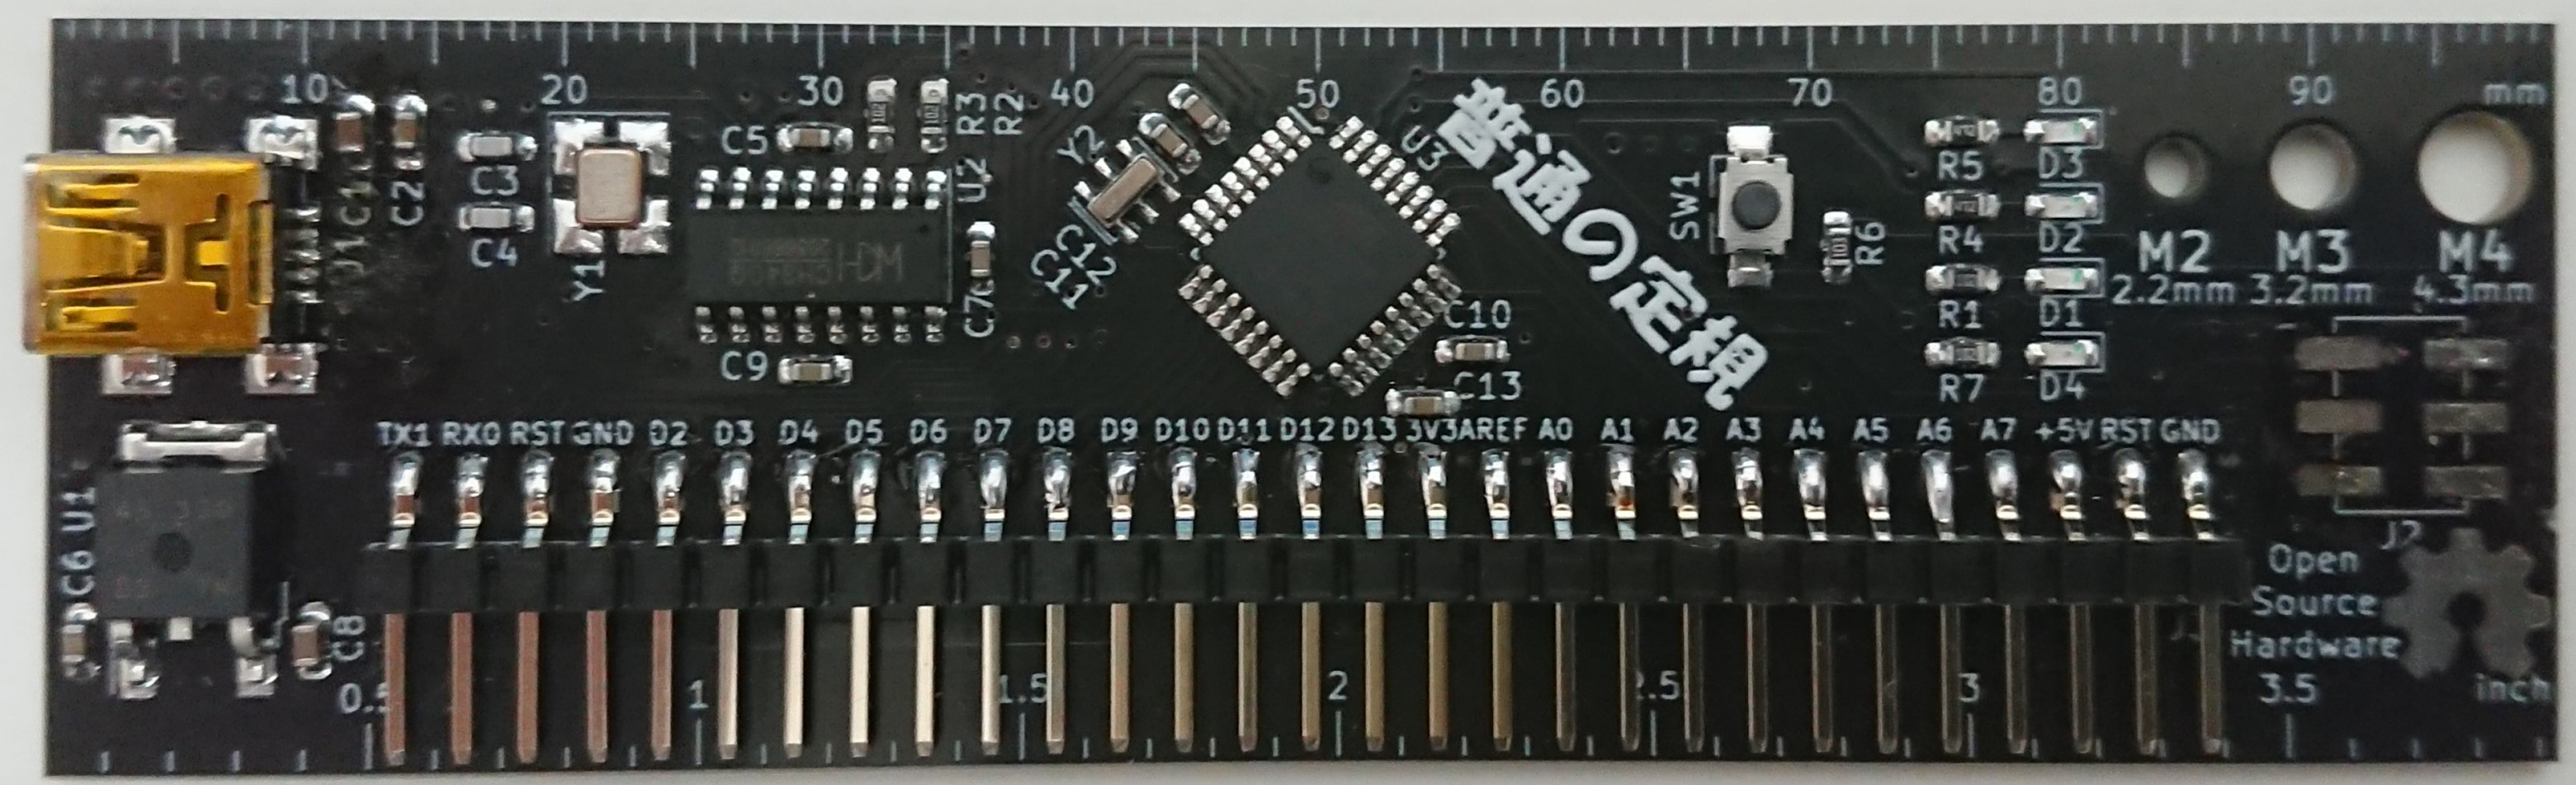 10 20 30 40 50 60 70 80 90 mm
C1
C2
C3
C4
J1
Y1
C5
R3
R2
U2
C7
C9
Y2
C12
C11
U3
普通の定規
C10
C13
SW1
R6
R5
D3
R4
D2
R1
D1
R7
D4
M2 M3 M4
2.2mm 3.2mm 4.3mm
TX1 RX0 RST GND D2 D3 D4 D5 D6 D7 D8 D9 D10 D11 D12 D13 3V3 AREF A0 A1 A2 A3 A4 A5 A6 A7 +5V RST GND
J2
C6 U1
C8
Open
Source
Hardware
1 1.5 2 3 3.5 inch